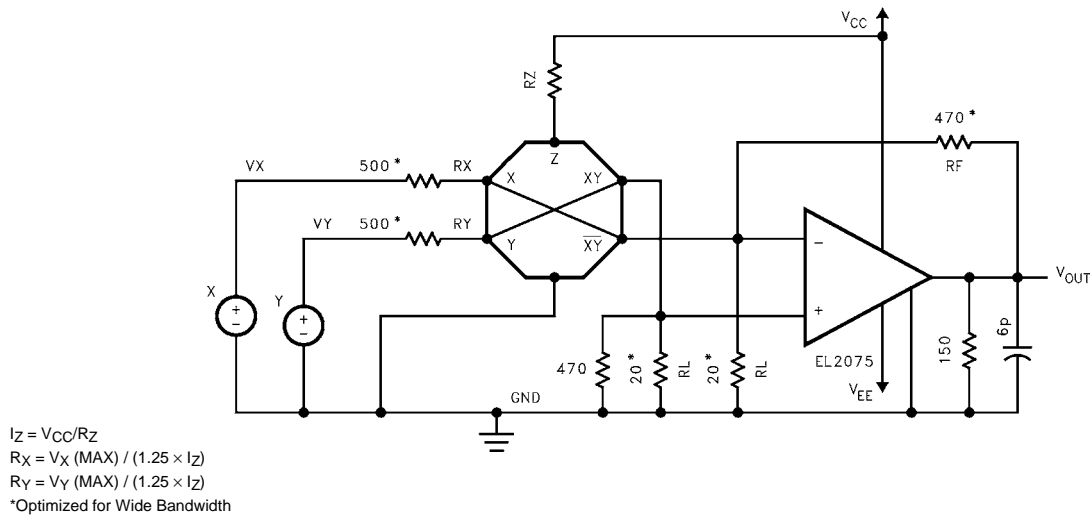 VCC
RZ
470 *
RF
Z
VX
500 *
RX
X
XY
VY
500 *
RY
Y
X̅Y̅
−
+
EL2075
VOUT
X
+
−
Y
+
−
470
20 *
RL
20 *
RL
VEE
150
6p
GND
IZ = VCC/RZ
RX = VX (MAX) / (1.25 × IZ)
RY = VY (MAX) / (1.25 × IZ)
*Optimized for Wide Bandwidth